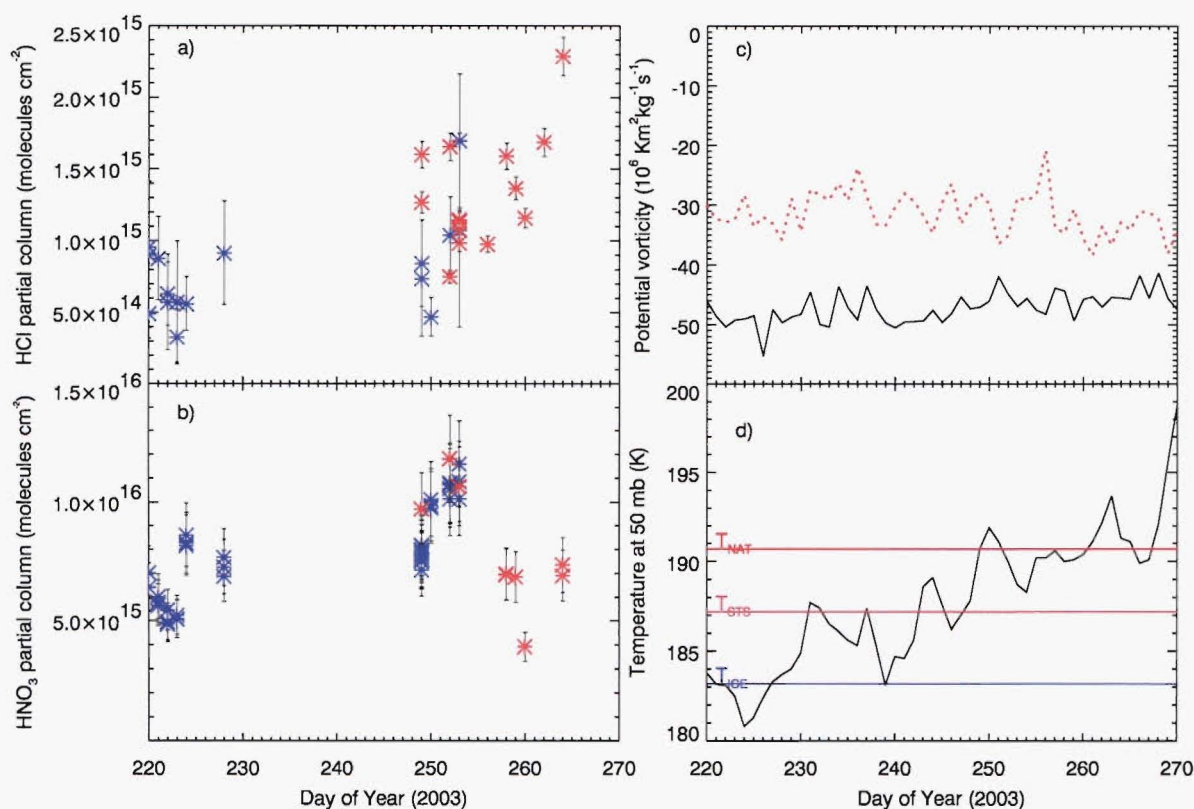 a)
HCl partial column (molecules cm⁻²)
2.5×10¹⁵
2.0×10¹⁵
1.5×10¹⁵
1.0×10¹⁵
5.0×10¹⁴
b)
HNO₃ partial column (molecules cm⁻²)
1.5×10¹⁶
1.0×10¹⁶
5.0×10¹⁵
220 230 240 250 260 270
Day of Year (2003)
c)
Potential vorticity (10⁶ Km²kg⁻¹s⁻¹)
0
-10
-20
-30
-40
-50
d)
Temperature at 50 mb (K)
200
195
190
185
180
T NAT
T STS
T ICE
220 230 240 250 260 270
Day of Year (2003)